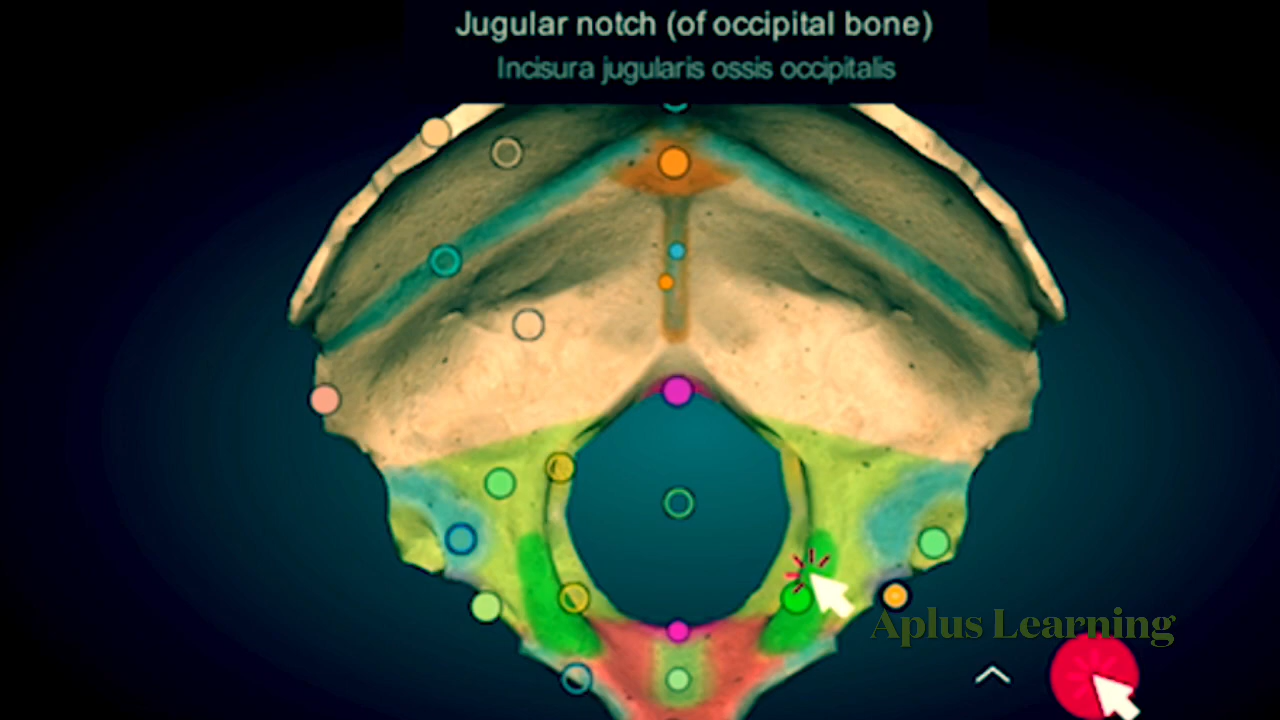 Jugular notch (of occipital bone)
Incisura jugularis ossis occipitalis
Aplus Learning